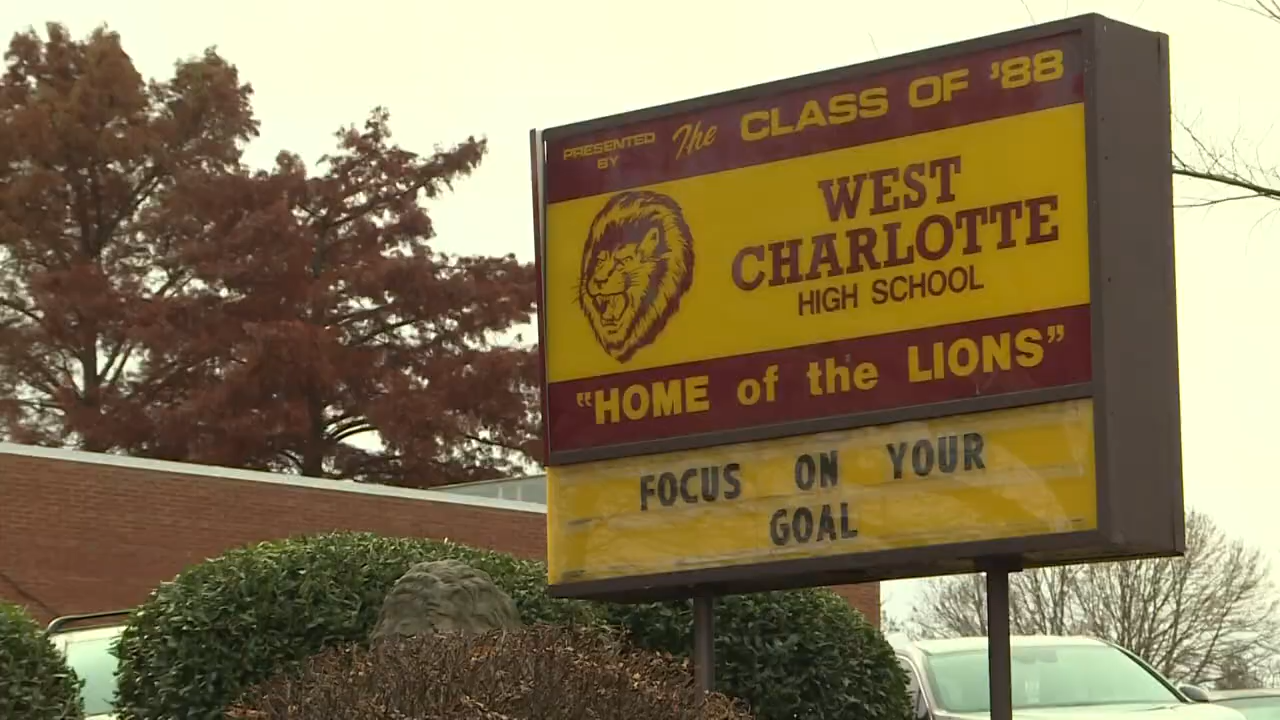 PRESENTED BY The CLASS OF '88
WEST
CHARLOTTE
HIGH SCHOOL
"HOME of the LIONS"
FOCUS ON YOUR
GOAL